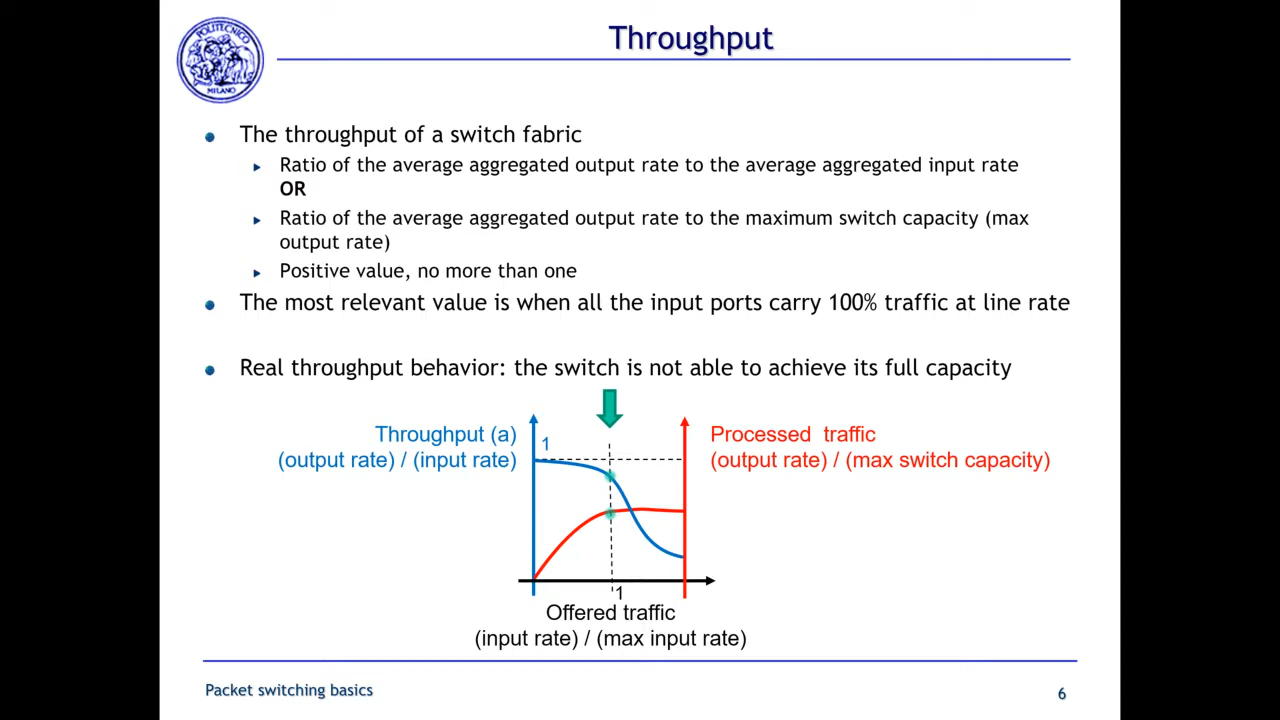 Throughput
POLITECNICO
MILANO
The throughput of a switch fabric
Ratio of the average aggregated output rate to the average aggregated input rate
OR
Ratio of the average aggregated output rate to the maximum switch capacity (max
output rate)
Positive value, no more than one
The most relevant value is when all the input ports carry 100% traffic at line rate
Real throughput behavior: the switch is not able to achieve its full capacity
Throughput (a)
(output rate) / (input rate)
1
Processed traffic
(output rate) / (max switch capacity)
1
Offered traffic
(input rate) / (max input rate)
Packet switching basics
6